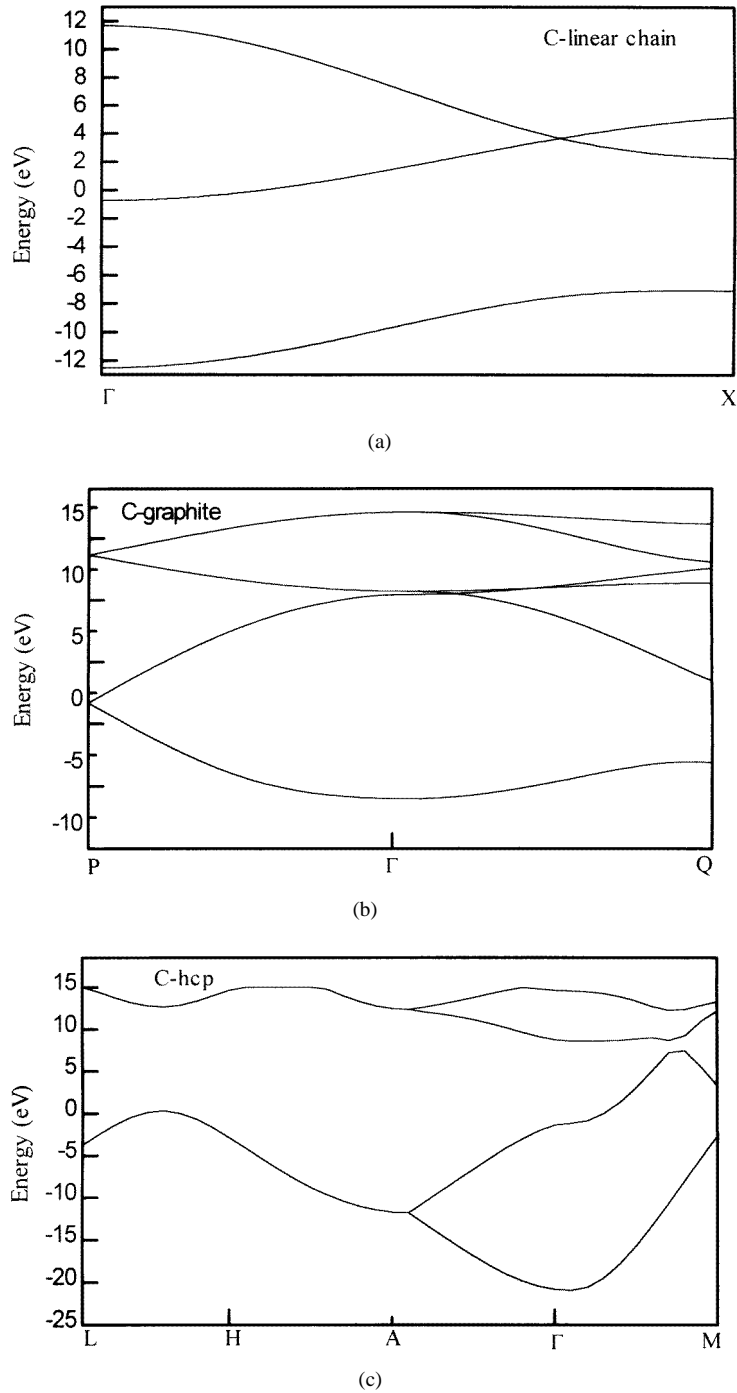 12
10
8
6
4
2
0
-2
-4
-6
-8
-10
-12
Energy (eV)
C-linear chain
Γ X
(a)
15
10
5
0
-5
-10
Energy (eV)
C-graphite
P Γ Q
(b)
15
10
5
0
-5
-10
-15
-20
-25
Energy (eV)
C-hcp
L H A Γ M
(c)